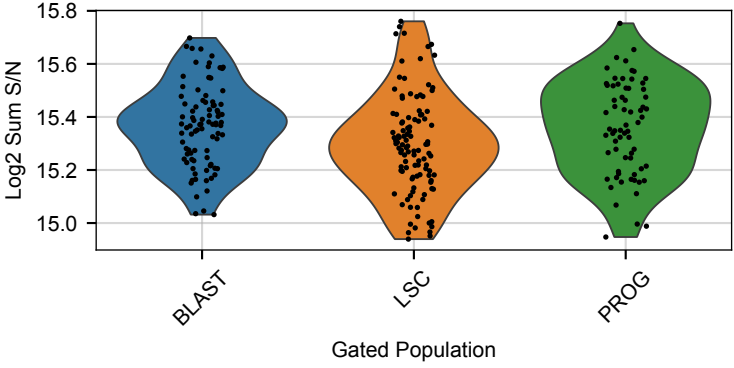 15.8
15.6
15.4
15.2
15.0
Log2 Sum S/N
BLAST
LSC
PROG
Gated Population